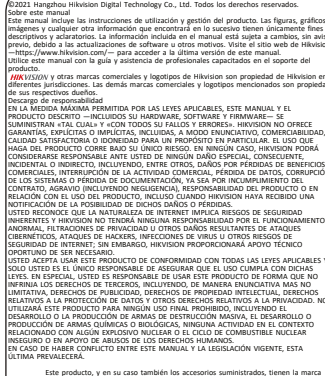 ©2021 Hangzhou Hikvision Digital Technology Co., Ltd. Todos los derechos reservados.
Sobre este manual
Este manual incluye las instrucciones de utilización y gestión del producto. Las figuras, gráficos,
imágenes y cualquier otra información que encontrará en lo sucesivo tienen únicamente fines
descriptivos y aclaratorios. La información incluida en el manual está sujeta a cambios, sin aviso
previo, debido a las actualizaciones de software u otros motivos. Visite el sitio web de Hikvision
—https://www.hikvision.com/— para acceder a la última versión de este manual.
Utilice este manual con la guía y asistencia de profesionales capacitados en el soporte del
producto.
HIKVISION y otras marcas comerciales y logotipos de Hikvision son propiedad de Hikvision en
diferentes jurisdicciones. Las demás marcas comerciales y logotipos mencionados son propiedad
de sus respectivos dueños.
Descargo de responsabilidad
EN LA MEDIDA MÁXIMA PERMITIDA POR LAS LEYES APLICABLES, ESTE MANUAL Y EL
PRODUCTO DESCRITO —INCLUIDOS SU HARDWARE, SOFTWARE Y FIRMWARE— SE
SUMINISTRAN «TAL CUAL» Y «CON TODOS SU FALLOS Y ERRORES». HIKVISION NO OFRECE
GARANTÍAS, EXPLÍCITAS O IMPLÍCITAS, INCLUIDAS, A MODO ENUNCIATIVO, COMERCIABILIDAD,
CALIDAD SATISFACTORIA O IDONEIDAD PARA UN PROPÓSITO EN PARTICULAR. EL USO QUE
HAGA DEL PRODUCTO CORRE BAJO SU ÚNICO RIESGO. EN NINGÚN CASO, HIKVISION PODRÁ
CONSIDERARSE RESPONSABLE ANTE USTED DE NINGÚN DAÑO ESPECIAL, CONSECUENTE,
INCIDENTAL O INDIRECTO, INCLUYENDO, ENTRE OTROS, DAÑOS POR PÉRDIDAS DE BENEFICIOS
COMERCIALES, INTERRUPCIÓN DE LA ACTIVIDAD COMERCIAL, PÉRDIDA DE DATOS, CORRUPCIÓN
DE LOS SISTEMAS O PÉRDIDA DE DOCUMENTACIÓN, YA SEA POR INCUMPLIMIENTO DEL
CONTRATO, AGRAVIO (INCLUYENDO NEGLIGENCIA), RESPONSABILIDAD DEL PRODUCTO O EN
RELACIÓN CON EL USO DEL PRODUCTO, INCLUSO CUANDO HIKVISION HAYA RECIBIDO UNA
NOTIFICACIÓN DE LA POSIBILIDAD DE DICHOS DAÑOS O PÉRDIDAS.
USTED RECONOCE QUE LA NATURALEZA DE INTERNET IMPLICA RIESGOS DE SEGURIDAD
INHERENTES Y HIKVISION NO TENDRÁ NINGUNA RESPONSABILIDAD POR EL FUNCIONAMIENTO
ANORMAL, FILTRACIONES DE PRIVACIDAD U OTROS DAÑOS RESULTANTES DE ATAQUES
CIBERNÉTICOS, ATAQUES DE HACKERS, INFECCIONES DE VIRUS U OTROS RIESGOS DE
SEGURIDAD DE INTERNET; SIN EMBARGO, HIKVISION PROPORCIONARÁ APOYO TÉCNICO
OPORTUNO DE SER NECESARIO.
USTED ACEPTA USAR ESTE PRODUCTO DE CONFORMIDAD CON TODAS LAS LEYES APLICABLES Y
SOLO USTED ES EL ÚNICO RESPONSABLE DE ASEGURAR QUE EL USO CUMPLA CON DICHAS
LEYES. EN ESPECIAL, USTED ES RESPONSABLE DE USAR ESTE PRODUCTO DE FORMA QUE NO
INFRINJA LOS DERECHOS DE TERCEROS, INCLUYENDO, DE MANERA ENUNCIATIVA MAS NO
LIMITATIVA, DERECHOS DE PUBLICIDAD, DERECHOS DE PROPIEDAD INTELECTUAL, DERECHOS
RELATIVOS A LA PROTECCIÓN DE DATOS Y OTROS DERECHOS RELATIVOS A LA PRIVACIDAD. NO
UTILIZARÁ ESTE PRODUCTO PARA NINGÚN USO FINAL PROHIBIDO, INCLUYENDO EL
DESARROLLO O LA PRODUCCIÓN DE ARMAS DE DESTRUCCIÓN MASIVA, EL DESARROLLO O
PRODUCCIÓN DE ARMAS QUÍMICAS O BIOLÓGICAS, NINGUNA ACTIVIDAD EN EL CONTEXTO
RELACIONADO CON ALGÚN EXPLOSIVO NUCLEAR O EL CICLO DE COMBUSTIBLE NUCLEAR
INSEGURO O EN APOYO DE ABUSOS DE LOS DERECHOS HUMANOS.
EN CASO DE HABER CONFLICTO ENTRE ESTE MANUAL Y LA LEGISLACIÓN VIGENTE, ESTA
ÚLTIMA PREVALECERÁ.
Este producto, y en su caso también los accesorios suministrados, tienen la marca